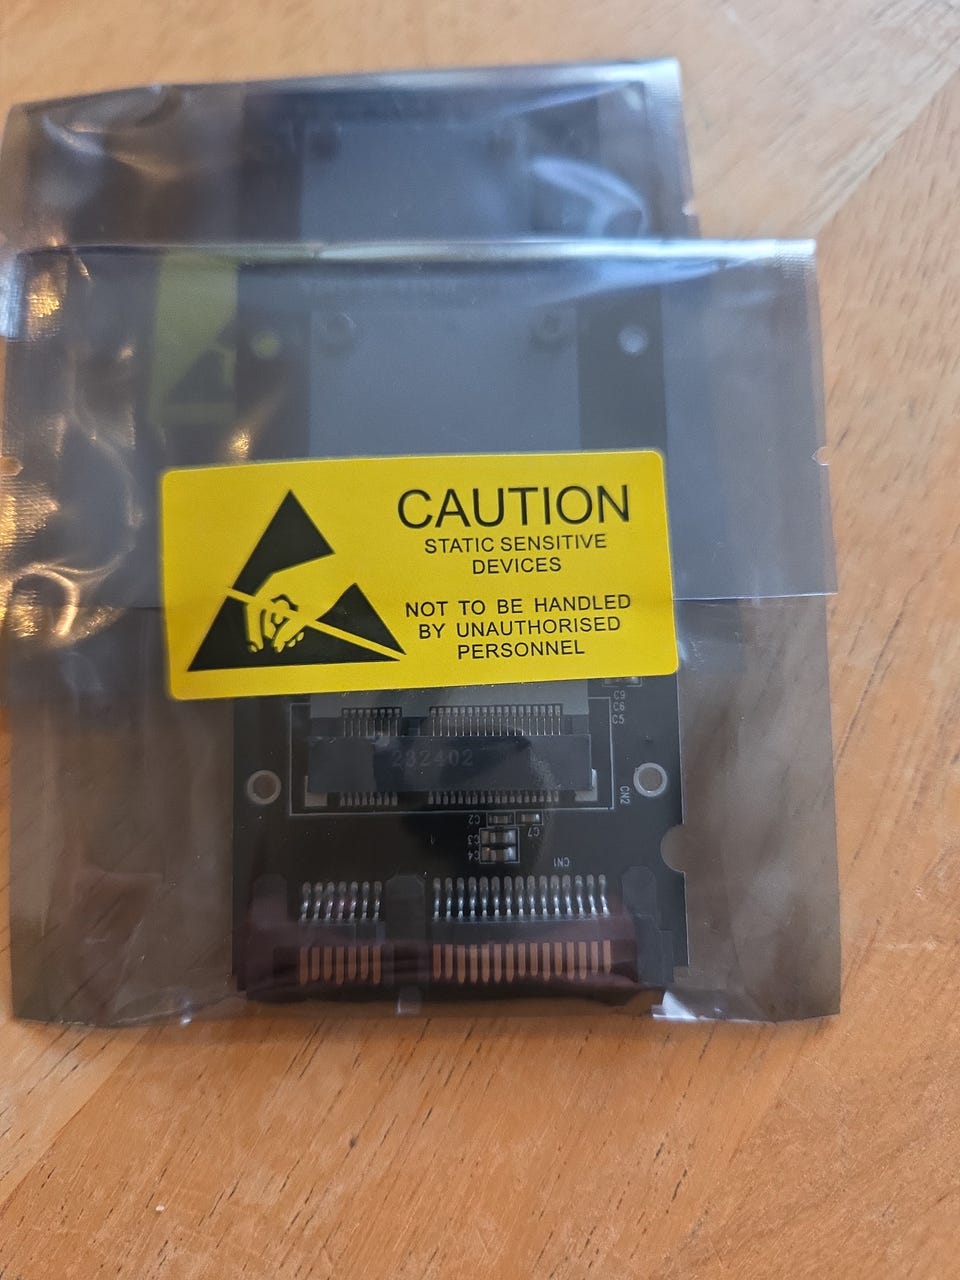 CAUTION
STATIC SENSITIVE
DEVICES
NOT TO BE HANDLED
BY UNAUTHORISED
PERSONNEL
C9
C6
C5
232402
CN2
C2
C7
C3
C4
CN1